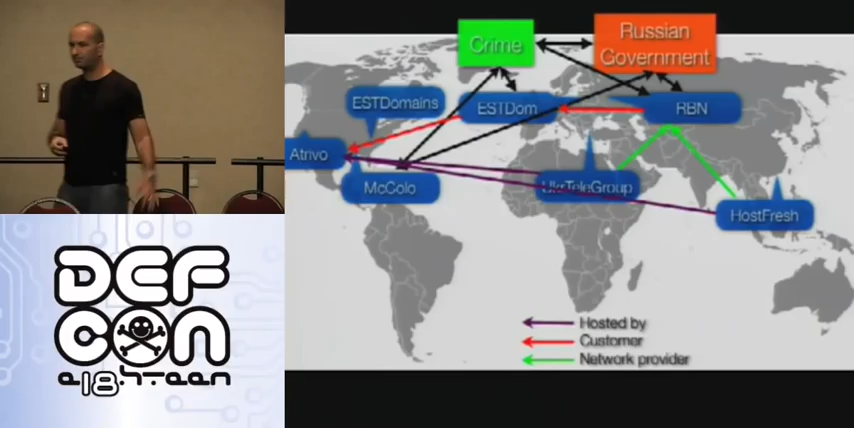 Crime
Russian
Government
ESTDomains
ESTDom
RBN
Atrivo
McColo
UkrTeleGroup
HostFresh
Hosted by
Customer
Network provider
DEF
CON
e18hteen